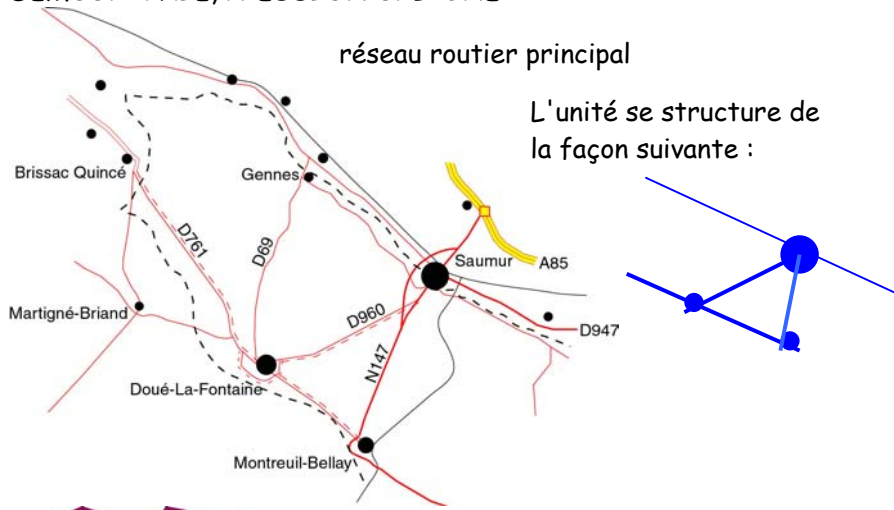 réseau routier principal
L'unité se structure de
la façon suivante :
Brissac Quincé
Gennes
D761
D69
Saumur
A85
Martigné-Briand
D960
D947
N147
Doué-La-Fontaine
Montreuil-Bellay